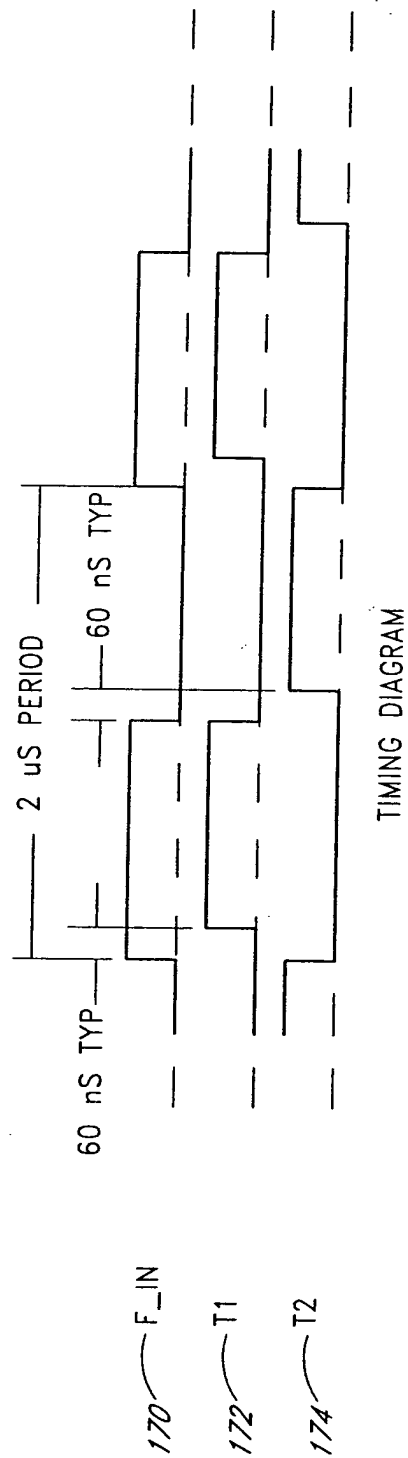 2 uS PERIOD
60 nS TYP
60 nS TYP
170 F_IN
172 T1
174 T2
TIMING DIAGRAM